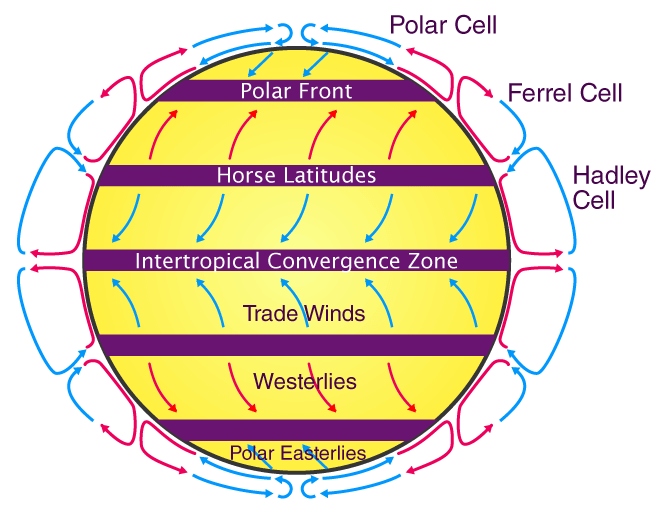 Polar Cell
Polar Front
Ferrel Cell
Horse Latitudes
Hadley
Cell
Intertropical Convergence Zone
Trade Winds
Westerlies
Polar Easterlies